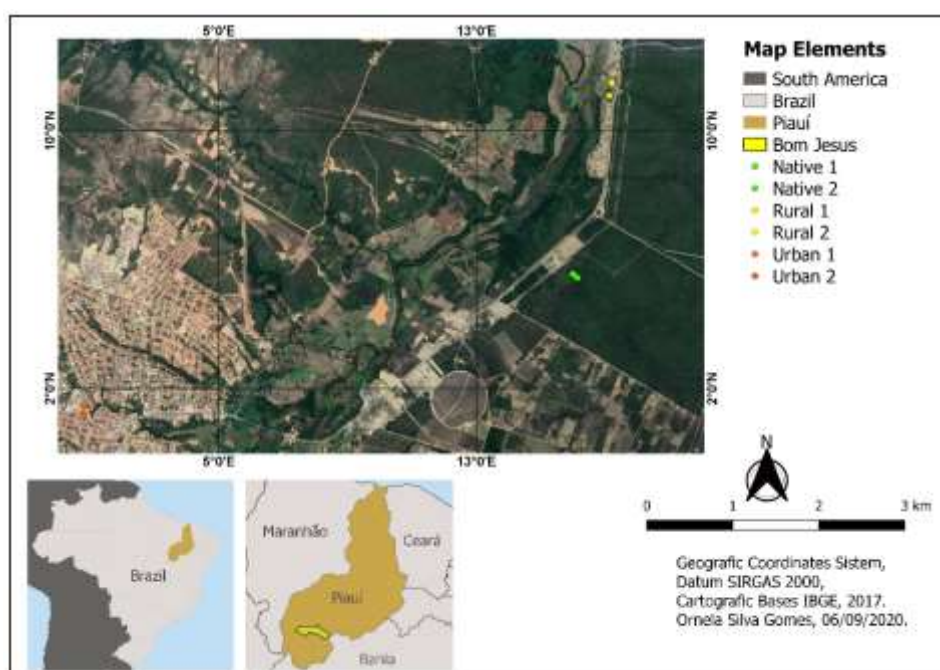 5°0'E 13°0'E
Map Elements
South America
Brazil
Piauí
Bom Jesus
Native 1
Native 2
Rural 1
Rural 2
Urban 1
Urban 2
10°0'N 10°0'N
2°0'N 2°0'N
5°0'E 13°0'E
N
0 1 2 3 km
Maranhão
Ceará
Brazil
Piauí
Bahia
Geografic Coordinates Sistem,
Datum SIRGAS 2000,
Cartografic Bases IBGE, 2017.
Ornela Silva Gomes, 06/09/2020.